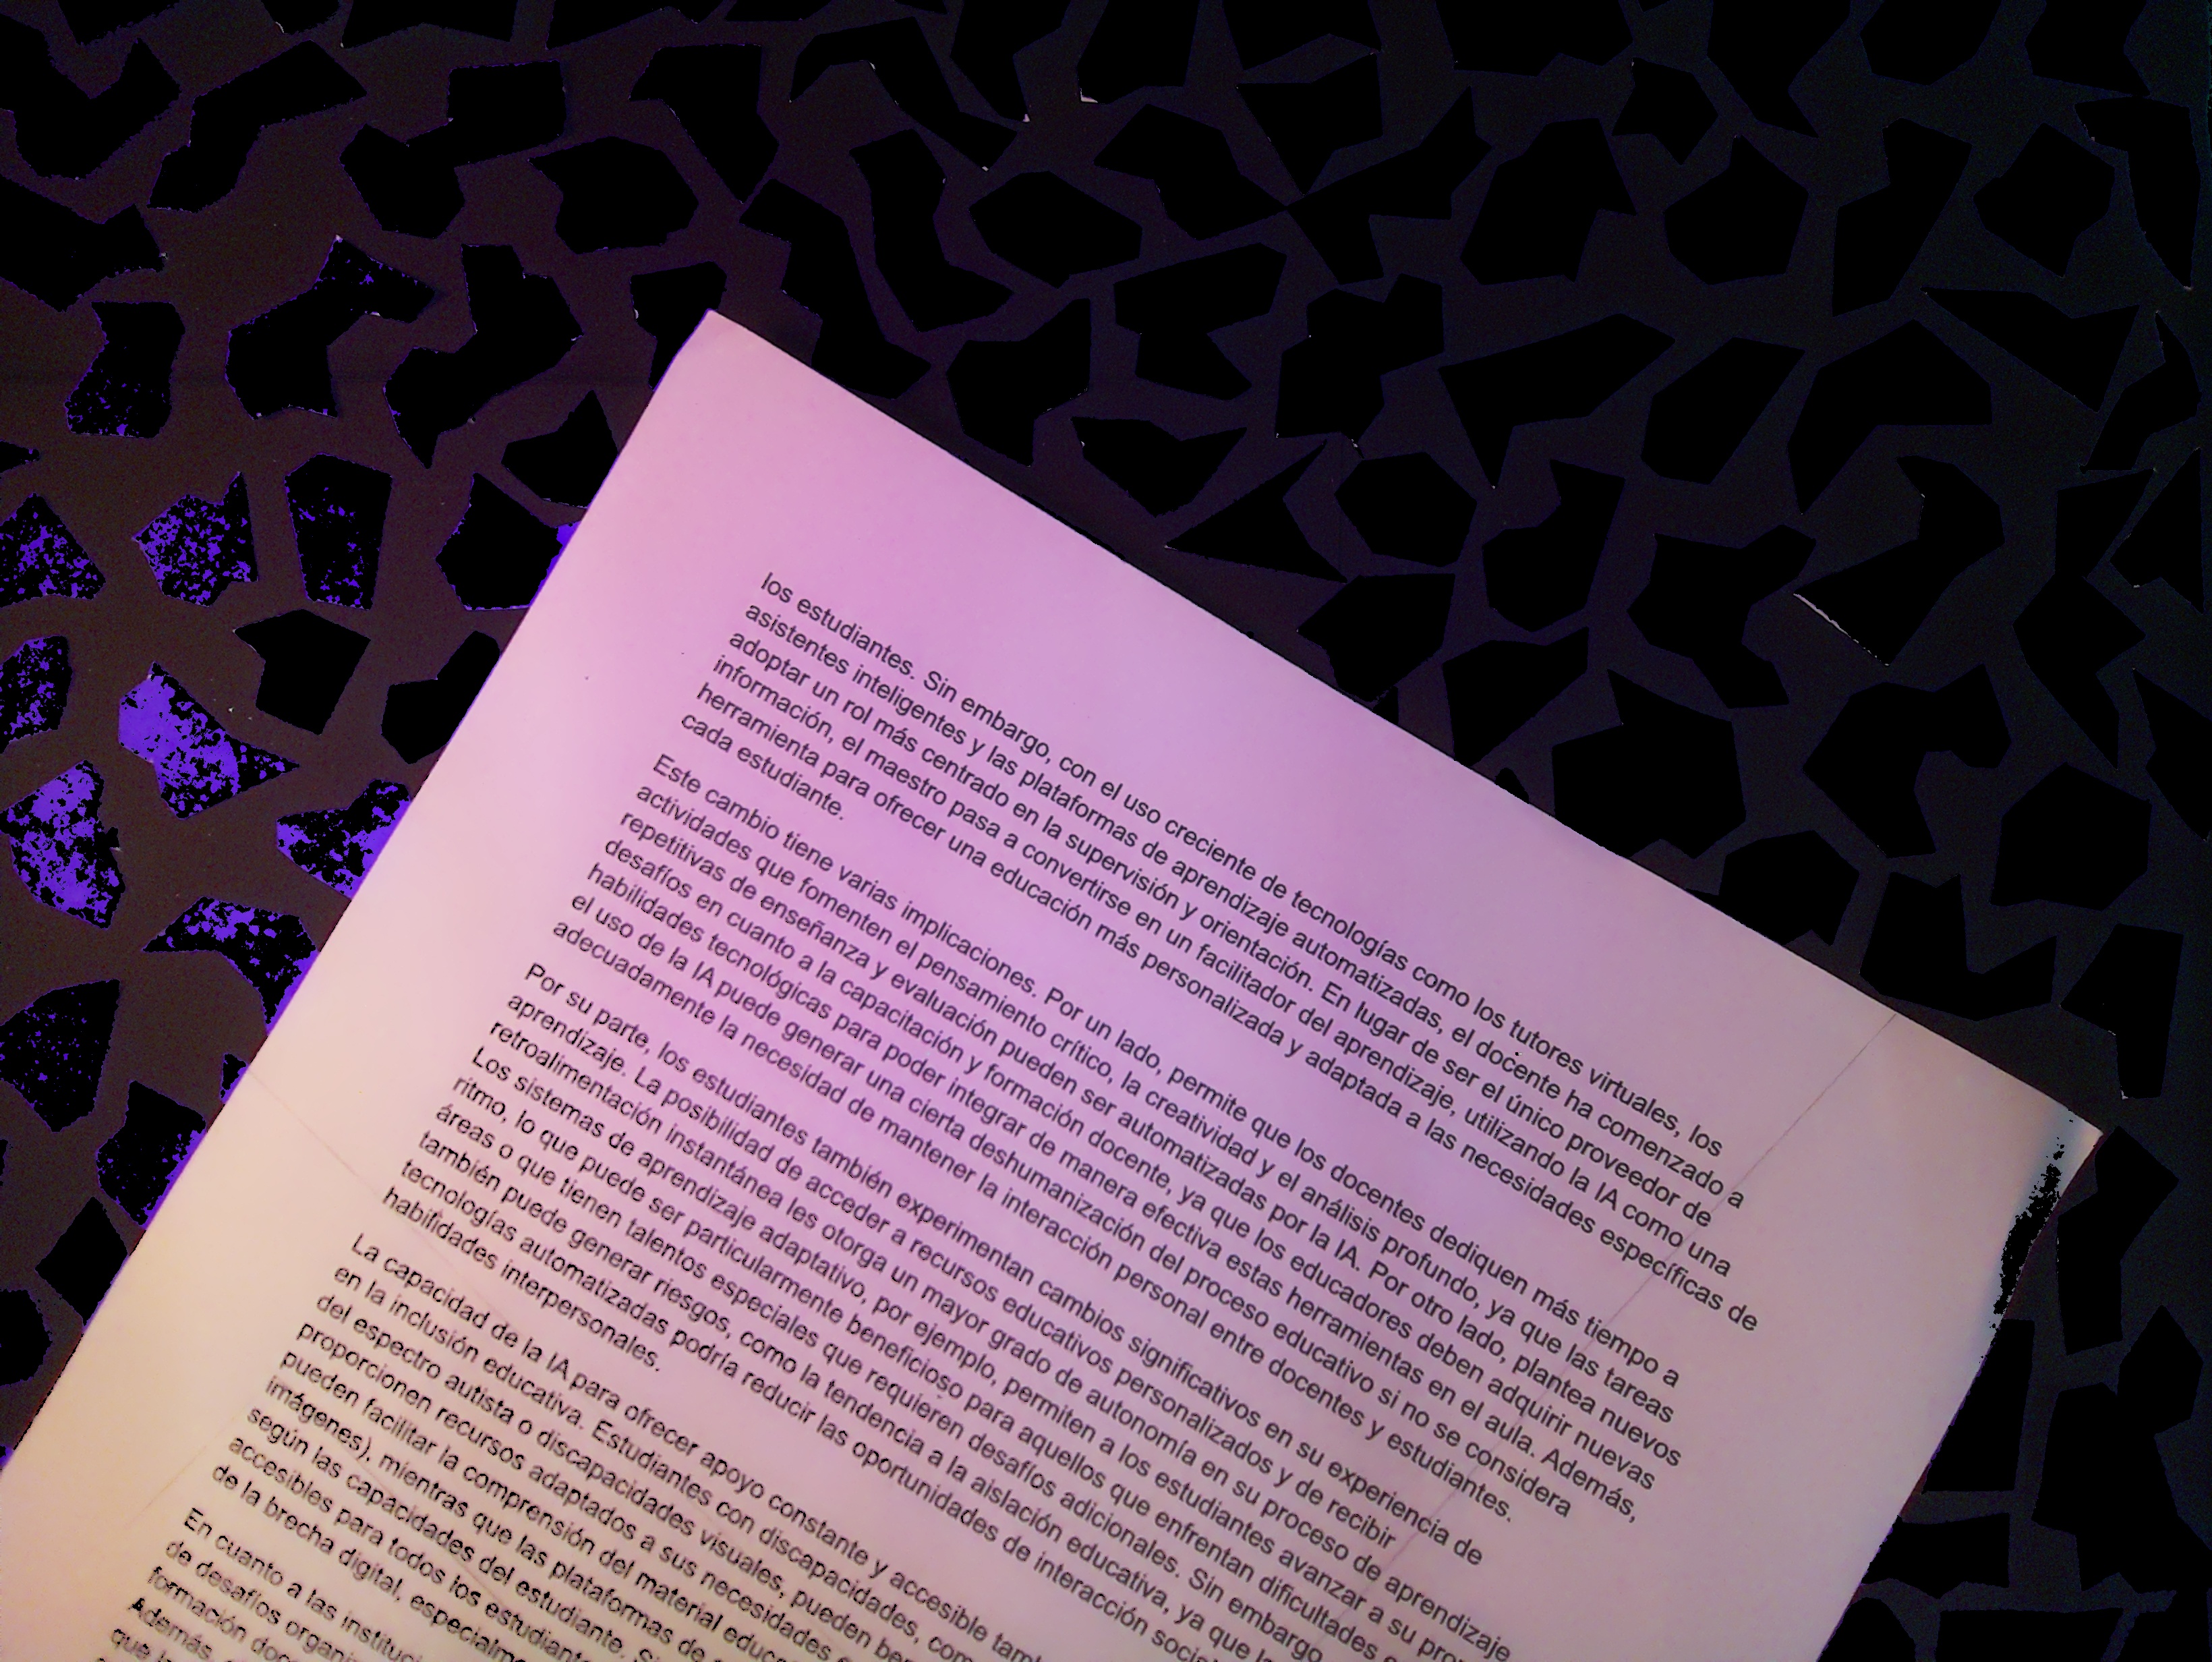 los estudiantes. Sin embargo, con el uso creciente de tecnologías como los tutores virtuales, los
asistentes inteligentes y las plataformas de aprendizaje automatizadas, el docente ha comenzado a
adoptar un rol más centrado en la supervisión y orientación. En lugar de ser el único proveedor de
información, el maestro pasa a convertirse en un facilitador del aprendizaje, utilizando la IA como una
herramienta para ofrecer una educación más personalizada y adaptada a las necesidades específicas de
cada estudiante.
Este cambio tiene varias implicaciones. Por un lado, permite que los docentes dediquen más tiempo a
actividades que fomenten el pensamiento crítico, la creatividad y el análisis profundo, ya que las tareas
repetitivas de enseñanza y evaluación pueden ser automatizadas por la IA. Por otro lado, plantea nuevos
desafíos en cuanto a la capacitación y formación docente, ya que los educadores deben adquirir nuevas
habilidades tecnológicas para poder integrar de manera efectiva estas herramientas en el aula. Además,
el uso de la IA puede generar una cierta deshumanización del proceso educativo si no se considera
adecuadamente la necesidad de mantener la interacción personal entre docentes y estudiantes.
Por su parte, los estudiantes también experimentan cambios significativos en su experiencia de
aprendizaje. La posibilidad de acceder a recursos educativos personalizados y de recibir
retroalimentación instantánea les otorga un mayor grado de autonomía en su proceso de aprendizaje
Los sistemas de aprendizaje adaptativo, por ejemplo, permiten a los estudiantes avanzar a su
ritmo, lo que puede ser particularmente beneficioso para aquellos que enfrentan dificultades
áreas o que tienen talentos especiales que requieren desafíos adicionales. Sin embargo
también puede generar riesgos, como la tendencia a la aislación educativa, ya que
tecnologías automatizadas podría reducir las oportunidades de interacción
habilidades interpersonales.
La capacidad de la IA para ofrecer apoyo constante y accesible
en la inclusión educativa. Estudiantes con discapacidades,
del espectro autista o discapacidades visuales, pueden
proporcionen recursos adaptados a sus necesidades
pueden facilitar la comprensión del material
imágenes), mientras que las plataformas de
según las capacidades del estudiante.
accesibles para todos los
de la brecha digital,
En cuanto a las
de desafíos
formación
Además,
que